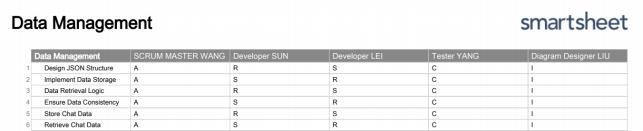 Data Management
smartsheet
Data Management SCRUM MASTER WANG Developer SUN Developer LEI Tester YANG Diagram Designer LIU
1 Design JSON Structure A R S C I
2 Implement Data Storage A S R C I
3 Data Retrieval Logic A R S C I
4 Ensure Data Consistency A S R C I
5 Store Chat Data A R S C I
6 Retrieve Chat Data A S R C I